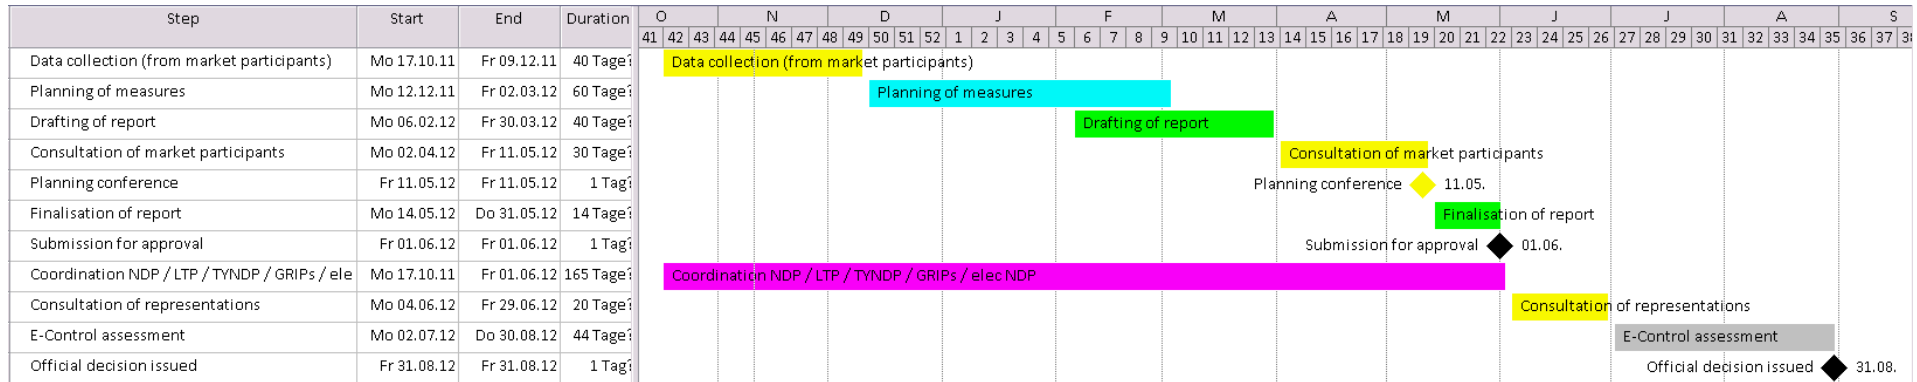 Step Start End Duration O N D J F M A M J J A S
41 42 43 44 45 46 47 48 49 50 51 52 1 2 3 4 5 6 7 8 9 10 11 12 13 14 15 16 17 18 19 20 21 22 23 24 25 26 27 28 29 30 31 32 33 34 35 36 37
Data collection (from market participants) Mo 17.10.11 Fr 09.12.11 40 Tage? Data collection (from market participants)
Planning of measures Mo 12.12.11 Fr 02.03.12 60 Tage? Planning of measures
Drafting of report Mo 06.02.12 Fr 30.03.12 40 Tage? Drafting of report
Consultation of market participants Mo 02.04.12 Fr 11.05.12 30 Tage? Consultation of market participants
Planning conference Fr 11.05.12 Fr 11.05.12 1 Tag? Planning conference 11.05.
Finalisation of report Mo 14.05.12 Do 31.05.12 14 Tage? Finalisation of report
Submission for approval Fr 01.06.12 Fr 01.06.12 1 Tag? Submission for approval 01.06.
Coordination NDP / LTP / TYNDP / GRIPs / ele Mo 17.10.11 Fr 01.06.12 165 Tage? Coordination NDP / LTP / TYNDP / GRIPs / elec NDP
Consultation of representations Mo 04.06.12 Fr 29.06.12 20 Tage? Consultation of representations
E-Control assessment Mo 02.07.12 Do 30.08.12 44 Tage? E-Control assessment
Official decision issued Fr 31.08.12 Fr 31.08.12 1 Tag? Official decision issued 31.08.